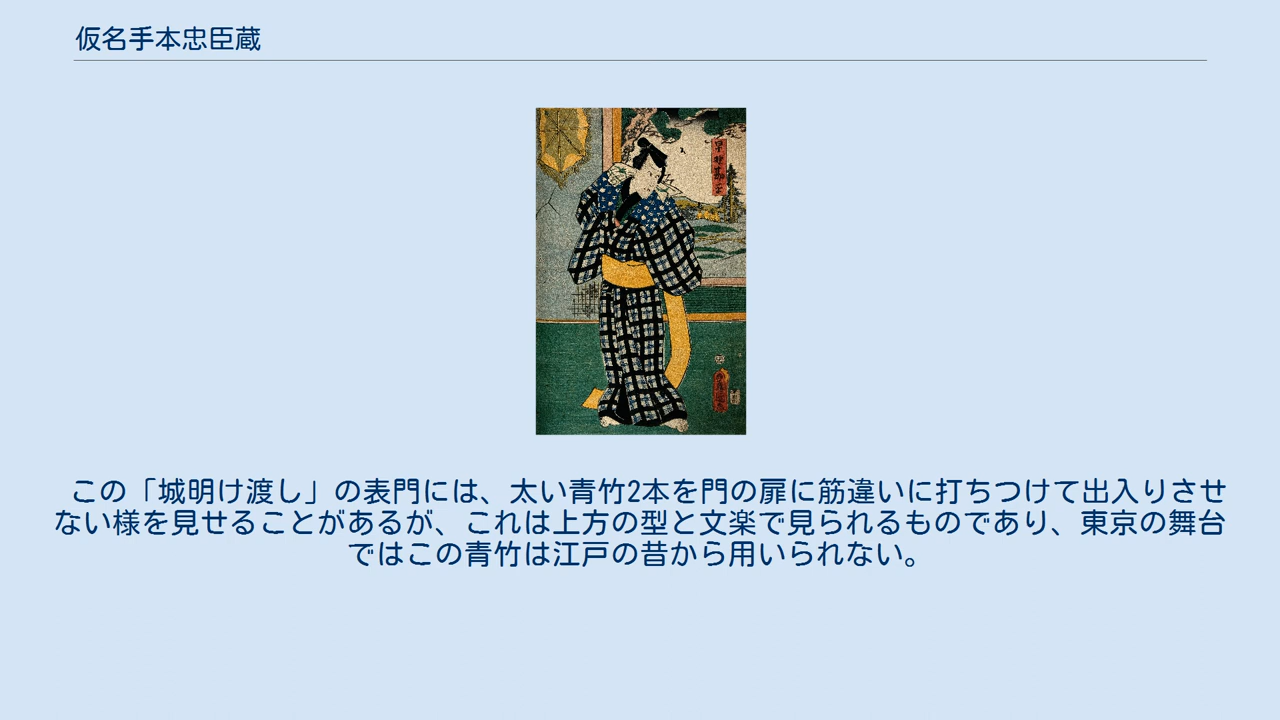 仮名手本忠臣蔵
早野勘平
この「城明け渡し」の表門には、太い青竹2本を門の扉に筋違いに打ちつけて出入りさせ
ない様を見せることがあるが、これは上方の型と文楽で見られるものであり、東京の舞台
ではこの青竹は江戸の昔から用いられない。